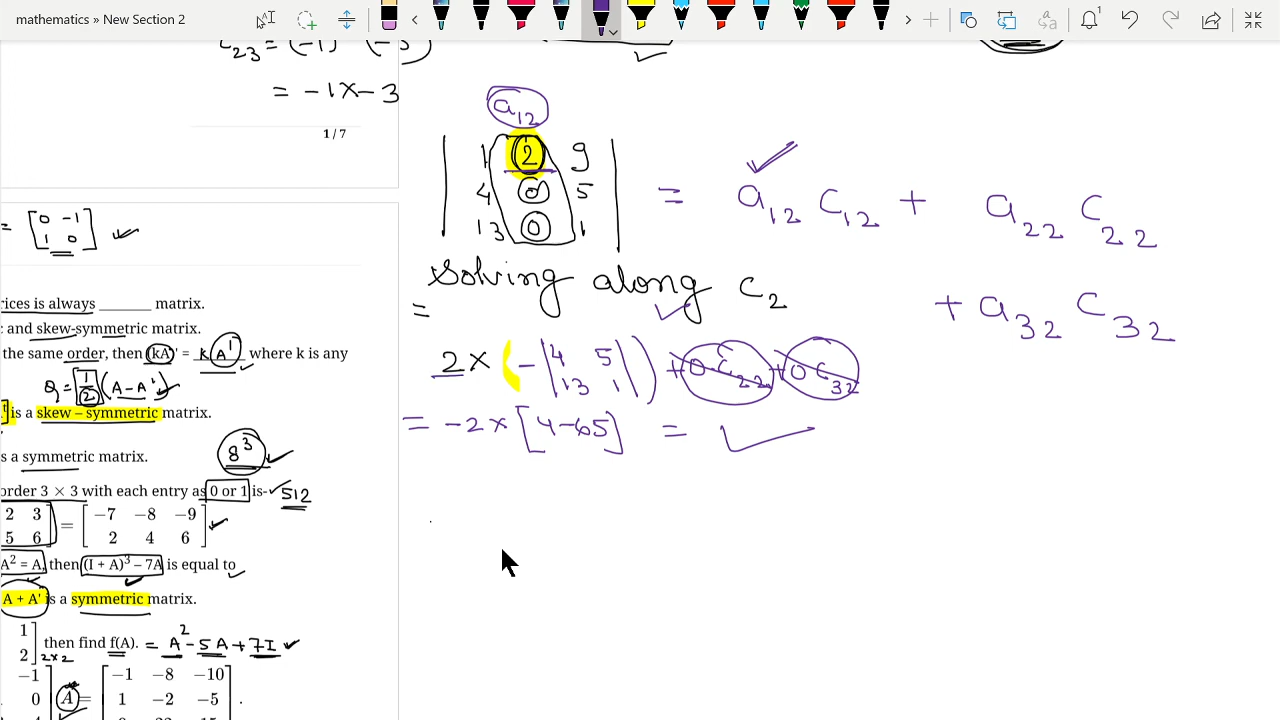 mathematics » New Section 2
C₂₃ = (-1) (-3)
= -1x-3
1 / 7
a₁₂
| 1 2 9 |
| 4 0 5 | = a₁₂ C₁₂ + a₂₂ C₂₂
| 13 0 1 |
+ a₃₂ C₃₂
Solving along C₂
=
2 x (-|4 5|) + 0·C₂₂ + 0 C₃₂
|13 1|
= -2 x [4-65] =
= [0 -1]
[1 0]
rices is always _______ matrix.
c and skew-symmetric matrix.
the same order, then (kA)' = k A' where k is any
Q = 1/2 (A - A')
] is a skew – symmetric matrix.
s a symmetric matrix.
8³
order 3 × 3 with each entry as 0 or 1 is- 512
2 3 ] = [ −7 −8 −9 ]
5 6 ] [ 2 4 6 ]
A² = A, then (I + A)³ – 7A is equal to
A + A' is a symmetric matrix.
1
2 ] 2x2 then find f(A). = A² - 5A + 7I
−1 [ −1 −8 −10 ]
0 A = [ 1 −2 −5 ] .